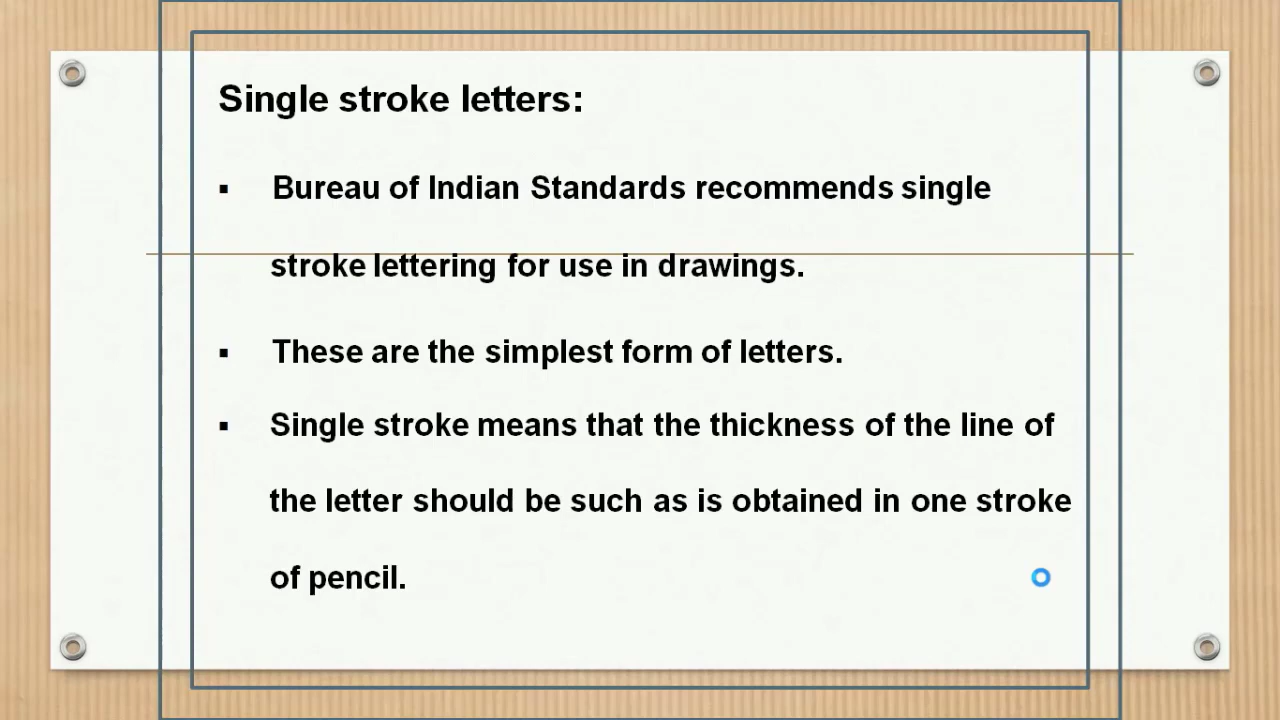 Single stroke letters:
▪ Bureau of Indian Standards recommends single
stroke lettering for use in drawings.
▪ These are the simplest form of letters.
▪ Single stroke means that the thickness of the line of
the letter should be such as is obtained in one stroke
of pencil.